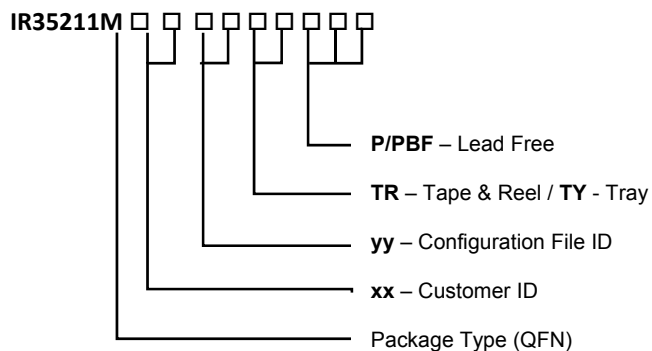 IR35211M □ □ □ □ □ □ □ □ □
P/PBF – Lead Free
TR – Tape & Reel / TY - Tray
yy – Configuration File ID
xx – Customer ID
Package Type (QFN)